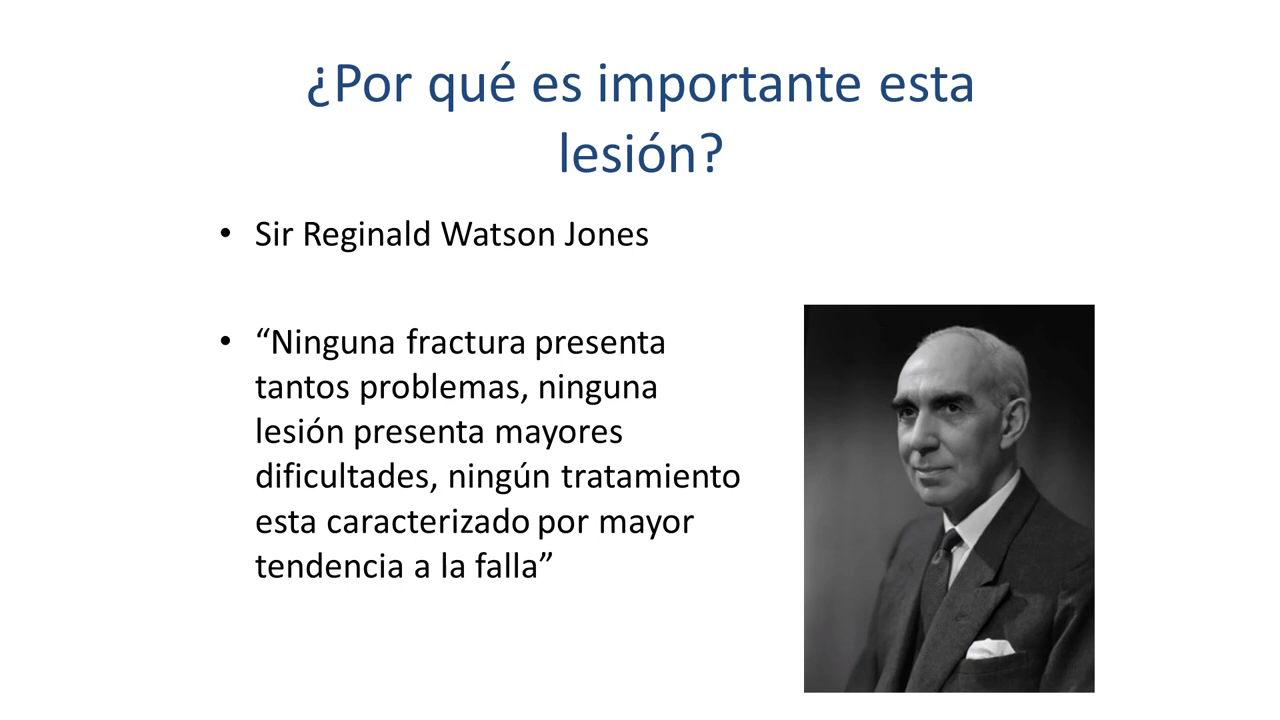 ¿Por qué es importante esta
lesión?
• Sir Reginald Watson Jones
• “Ninguna fractura presenta
tantos problemas, ninguna
lesión presenta mayores
dificultades, ningún tratamiento
esta caracterizado por mayor
tendencia a la falla”